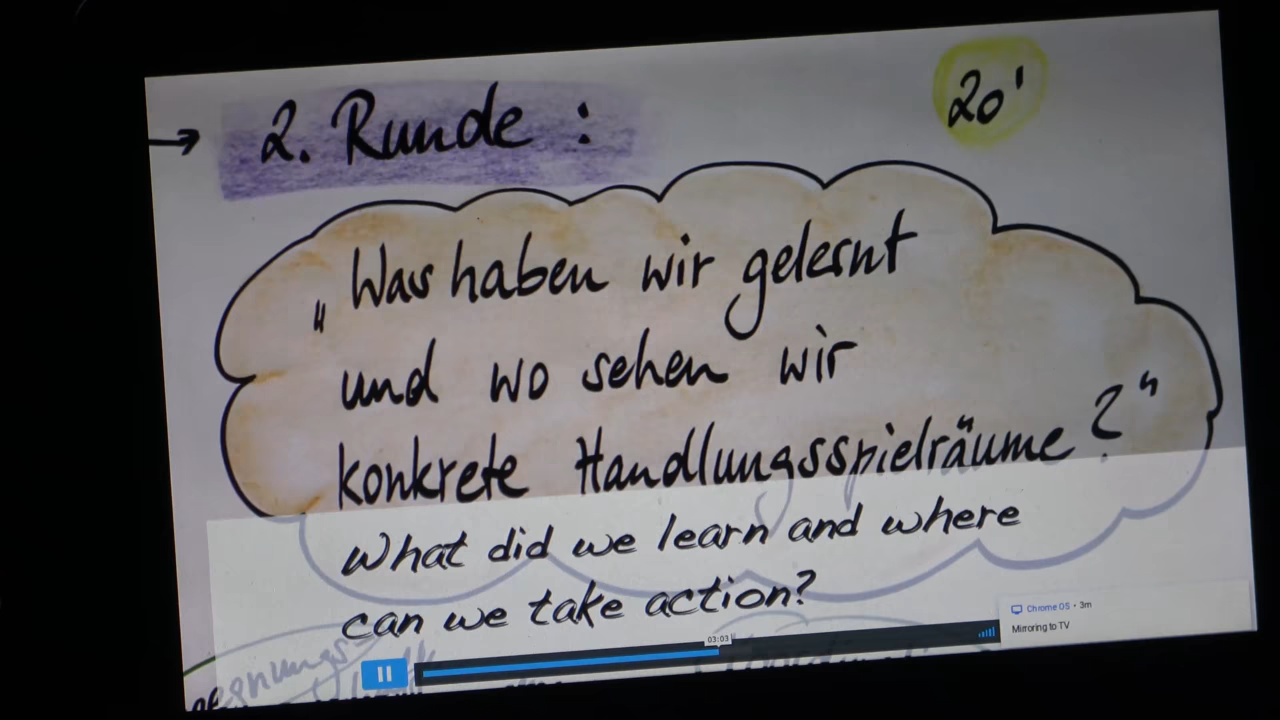 → 2. Runde :
20'
„Was haben wir gelernt
und wo sehen wir
konkrete Handlungsspielräume?“
What did we learn and where
can we take action?
Chrome OS • 3m
Mirroring to TV
03:03